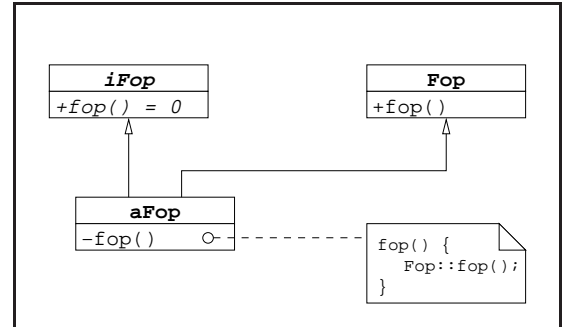 iFop
+fop() = 0
Fop
+fop()
aFop
−fop()
fop() {
Fop::fop();
}